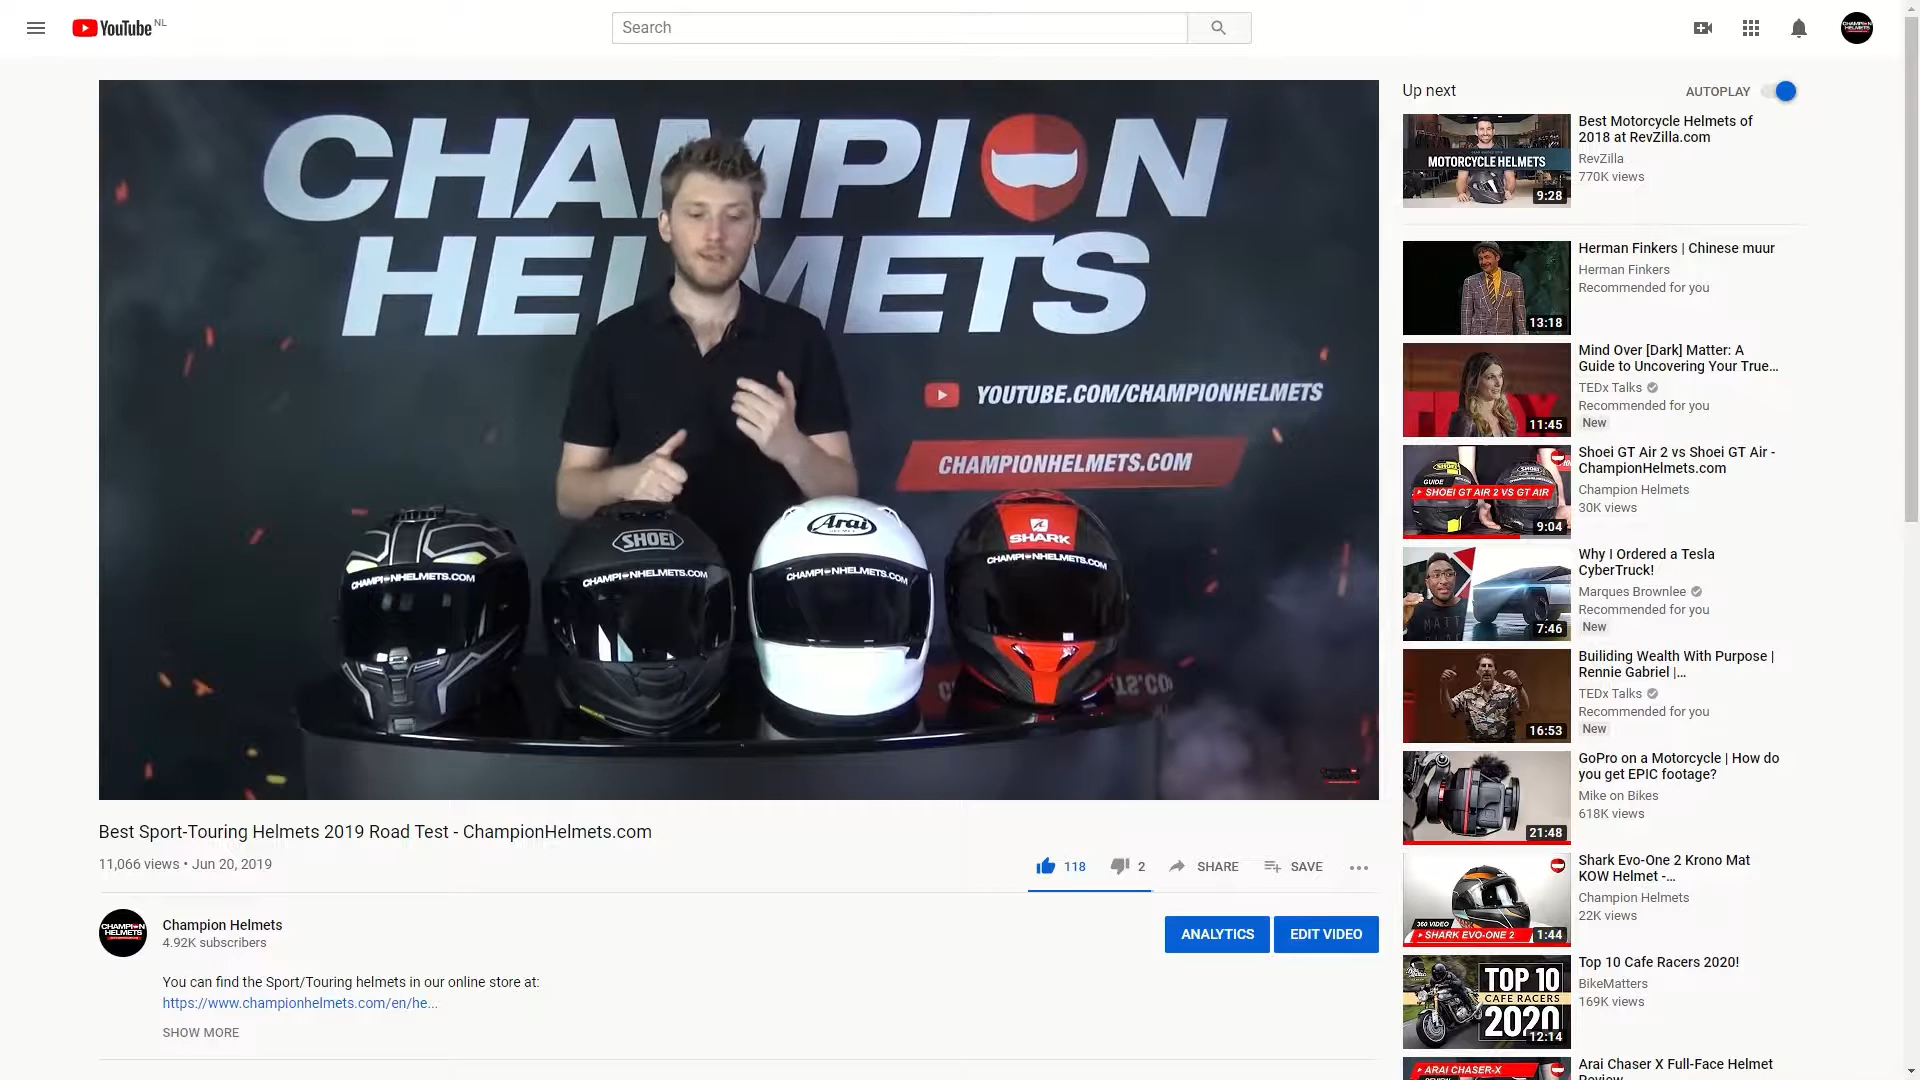 YouTube NL
Search
CHAMPION
HELMETS
YOUTUBE.COM/CHAMPIONHELMETS
CHAMPIONHELMETS.COM
SHOEI
Arai
SHARK
CHAMPIONHELMETS.COM
CHAMPIONHELMETS.COM
CHAMPIONHELMETS.COM
CHAMPIONHELMETS.COM
Best Sport-Touring Helmets 2019 Road Test - ChampionHelmets.com
11,066 views • Jun 20, 2019
118
2
SHARE
SAVE
CHAMPION
HELMETS
Champion Helmets
4.92K subscribers
ANALYTICS
EDIT VIDEO
You can find the Sport/Touring helmets in our online store at:
https://www.championhelmets.com/en/he...
SHOW MORE
Up next
AUTOPLAY
MOTORCYCLE HELMETS
9:28
Best Motorcycle Helmets of
2018 at RevZilla.com
RevZilla
770K views
13:18
Herman Finkers | Chinese muur
Herman Finkers
Recommended for you
11:45
Mind Over [Dark] Matter: A
Guide to Uncovering Your True...
TEDx Talks
Recommended for you
New
GUIDE
SHOEI GT AIR 2 VS GT AIR
9:04
Shoei GT Air 2 vs Shoei GT Air -
ChampionHelmets.com
Champion Helmets
30K views
7:46
Why I Ordered a Tesla
CyberTruck!
Marques Brownlee
Recommended for you
New
16:53
Builiding Wealth With Purpose |
Rennie Gabriel |...
TEDx Talks
Recommended for you
New
21:48
GoPro on a Motorcycle | How do
you get EPIC footage?
Mike on Bikes
618K views
360 VIDEO
SHARK EVO-ONE 2
1:44
Shark Evo-One 2 Krono Mat
KOW Helmet -...
Champion Helmets
22K views
TOP 10
CAFE RACERS
2020
12:14
Top 10 Cafe Racers 2020!
BikeMatters
169K views
ARAI CHASER-X
Arai Chaser X Full-Face Helmet
Review